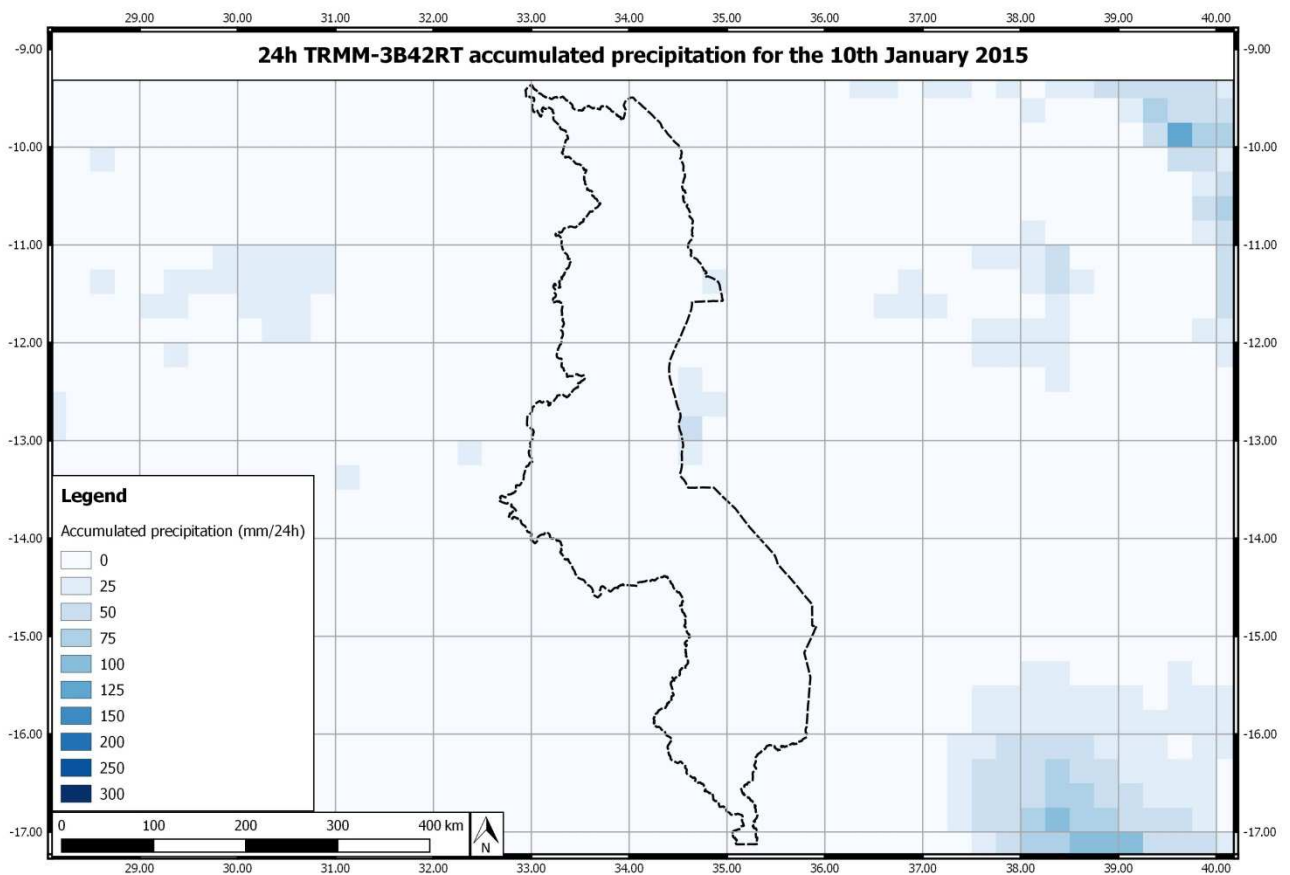 29.00 30.00 31.00 32.00 33.00 34.00 35.00 36.00 37.00 38.00 39.00 40.00
24h TRMM-3B42RT accumulated precipitation for the 10th January 2015
-9.00 -9.00
-10.00 -10.00
-11.00 -11.00
-12.00 -12.00
-13.00 -13.00
Legend
Accumulated precipitation (mm/24h)
-14.00 -14.00
0
25
50
75
-15.00 -15.00
100
125
150
200
-16.00 -16.00
250
300
0 100 200 300 400 km
N
-17.00 -17.00
29.00 30.00 31.00 32.00 33.00 34.00 35.00 36.00 37.00 38.00 39.00 40.00